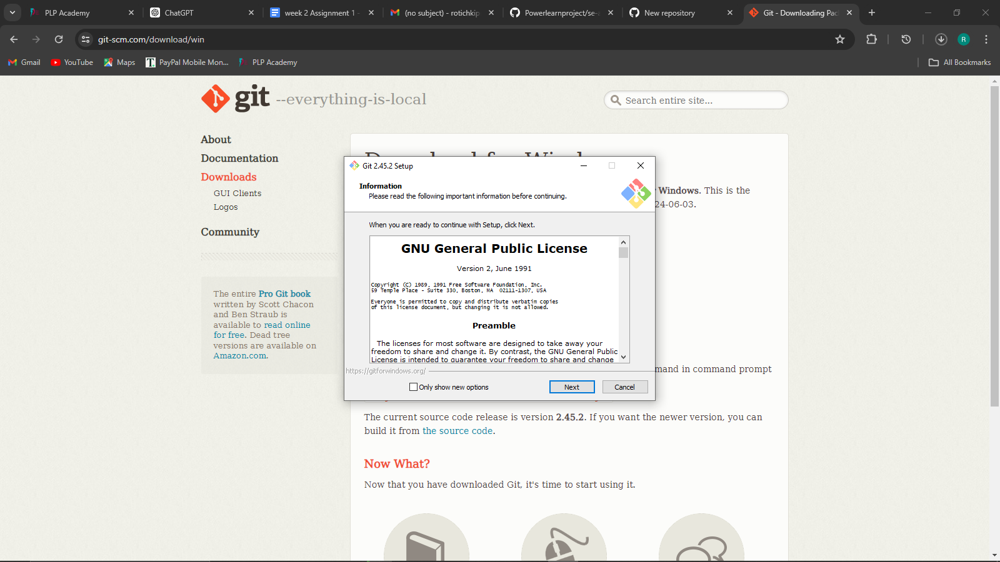 PLP Academy
ChatGPT
week 2 Assignment 1 -
(no subject) - rotichkip
Powerlearnproject/se-a
New repository
Git - Downloading Pac
git-scm.com/download/win
R
Gmail
YouTube
Maps
PayPal Mobile Mon...
PLP Academy
All Bookmarks
git --everything-is-local
Search entire site...
About
Documentation
Downloads
GUI Clients
Logos
Community
The entire Pro Git book
written by Scott Chacon
and Ben Straub is
available to read online
for free. Dead tree
versions are available on
Amazon.com.
Windows. This is the
24-06-03.
Git 2.45.2 Setup
Information
Please read the following important information before continuing.
When you are ready to continue with Setup, click Next.
GNU General Public License
Version 2, June 1991
Copyright (C) 1989, 1991 Free Software Foundation, Inc.
59 Temple Place - Suite 330, Boston, MA  02111-1307, USA
Everyone is permitted to copy and distribute verbatim copies
of this license document, but changing it is not allowed.
Preamble
The licenses for most software are designed to take away your
freedom to share and change it. By contrast, the GNU General Public
License is intended to guarantee your freedom to share and change
https://gitforwindows.org/
Only show new options
Next
Cancel
mand in command prompt
The current source code release is version 2.45.2. If you want the newer version, you can
build it from the source code.
Now What?
Now that you have downloaded Git, it's time to start using it.